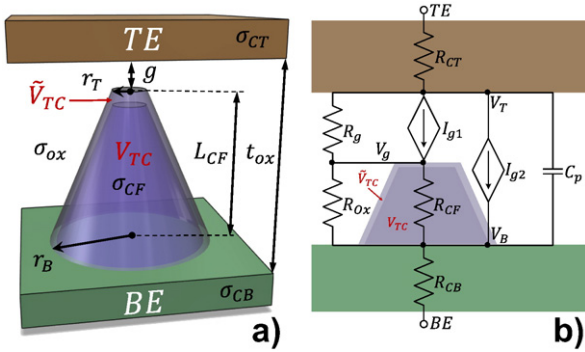 TE
σ_CT
r_T
g
Ṽ_TC
σ_ox
V_TC
L_CF
t_ox
σ_CF
r_B
BE
σ_CB
a)
TE
R_CT
V_T
R_g
I_g1
V_g
Ṽ_TC
I_g2
C_p
R_Ox
R_CF
V_TC
V_B
R_CB
BE
b)